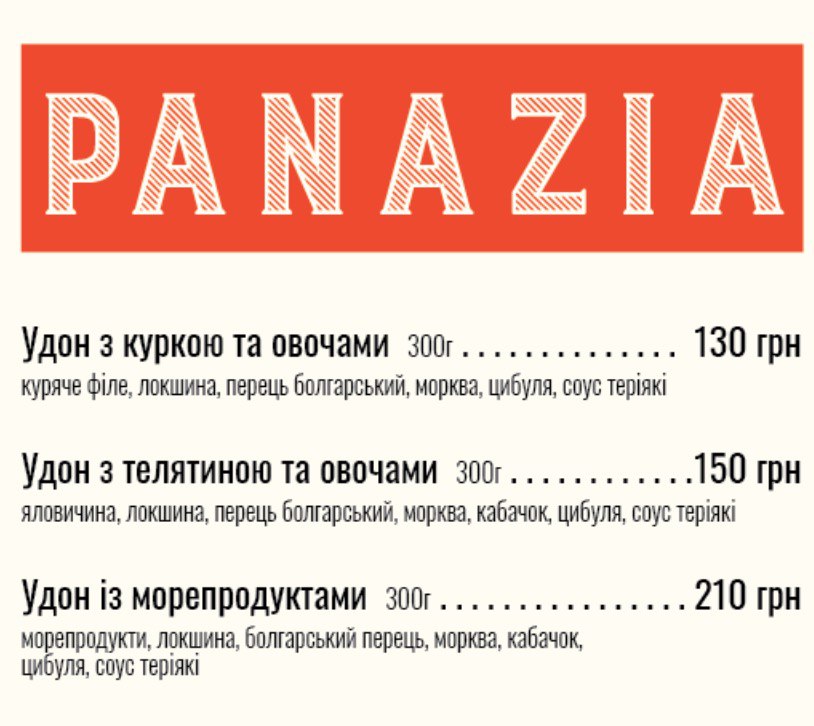 PANAZIA
Удон з куркою та овочами 300г . . . . . . . . . . . . . . . 130 грн
куряче філе, локшина, перець болгарський, морква, цибуля, соус теріякі
Удон з телятиною та овочами 300г . . . . . . . . . . . . .150 грн
яловичина, локшина, перець болгарський, морква, кабачок, цибуля, соус теріякі
Удон із морепродуктами 300г . . . . . . . . . . . . . . . . . 210 грн
морепродукти, локшина, болгарський перець, морква, кабачок,
цибуля, соус теріякі